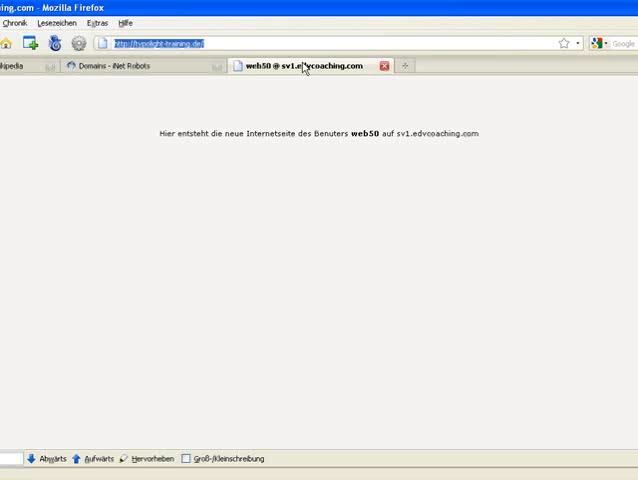 ing.com - Mozilla Firefox
Chronik Lesezeichen Extras Hilfe
http://typolight-training.de/ Google
ikipedia Domains - iNet Robots web50 @ sv1.edvcoaching.com
Hier entsteht die neue Internetseite des Benuters web50 auf sv1.edvcoaching.com
Abwärts Aufwärts Hervorheben Groß-/Kleinschreibung